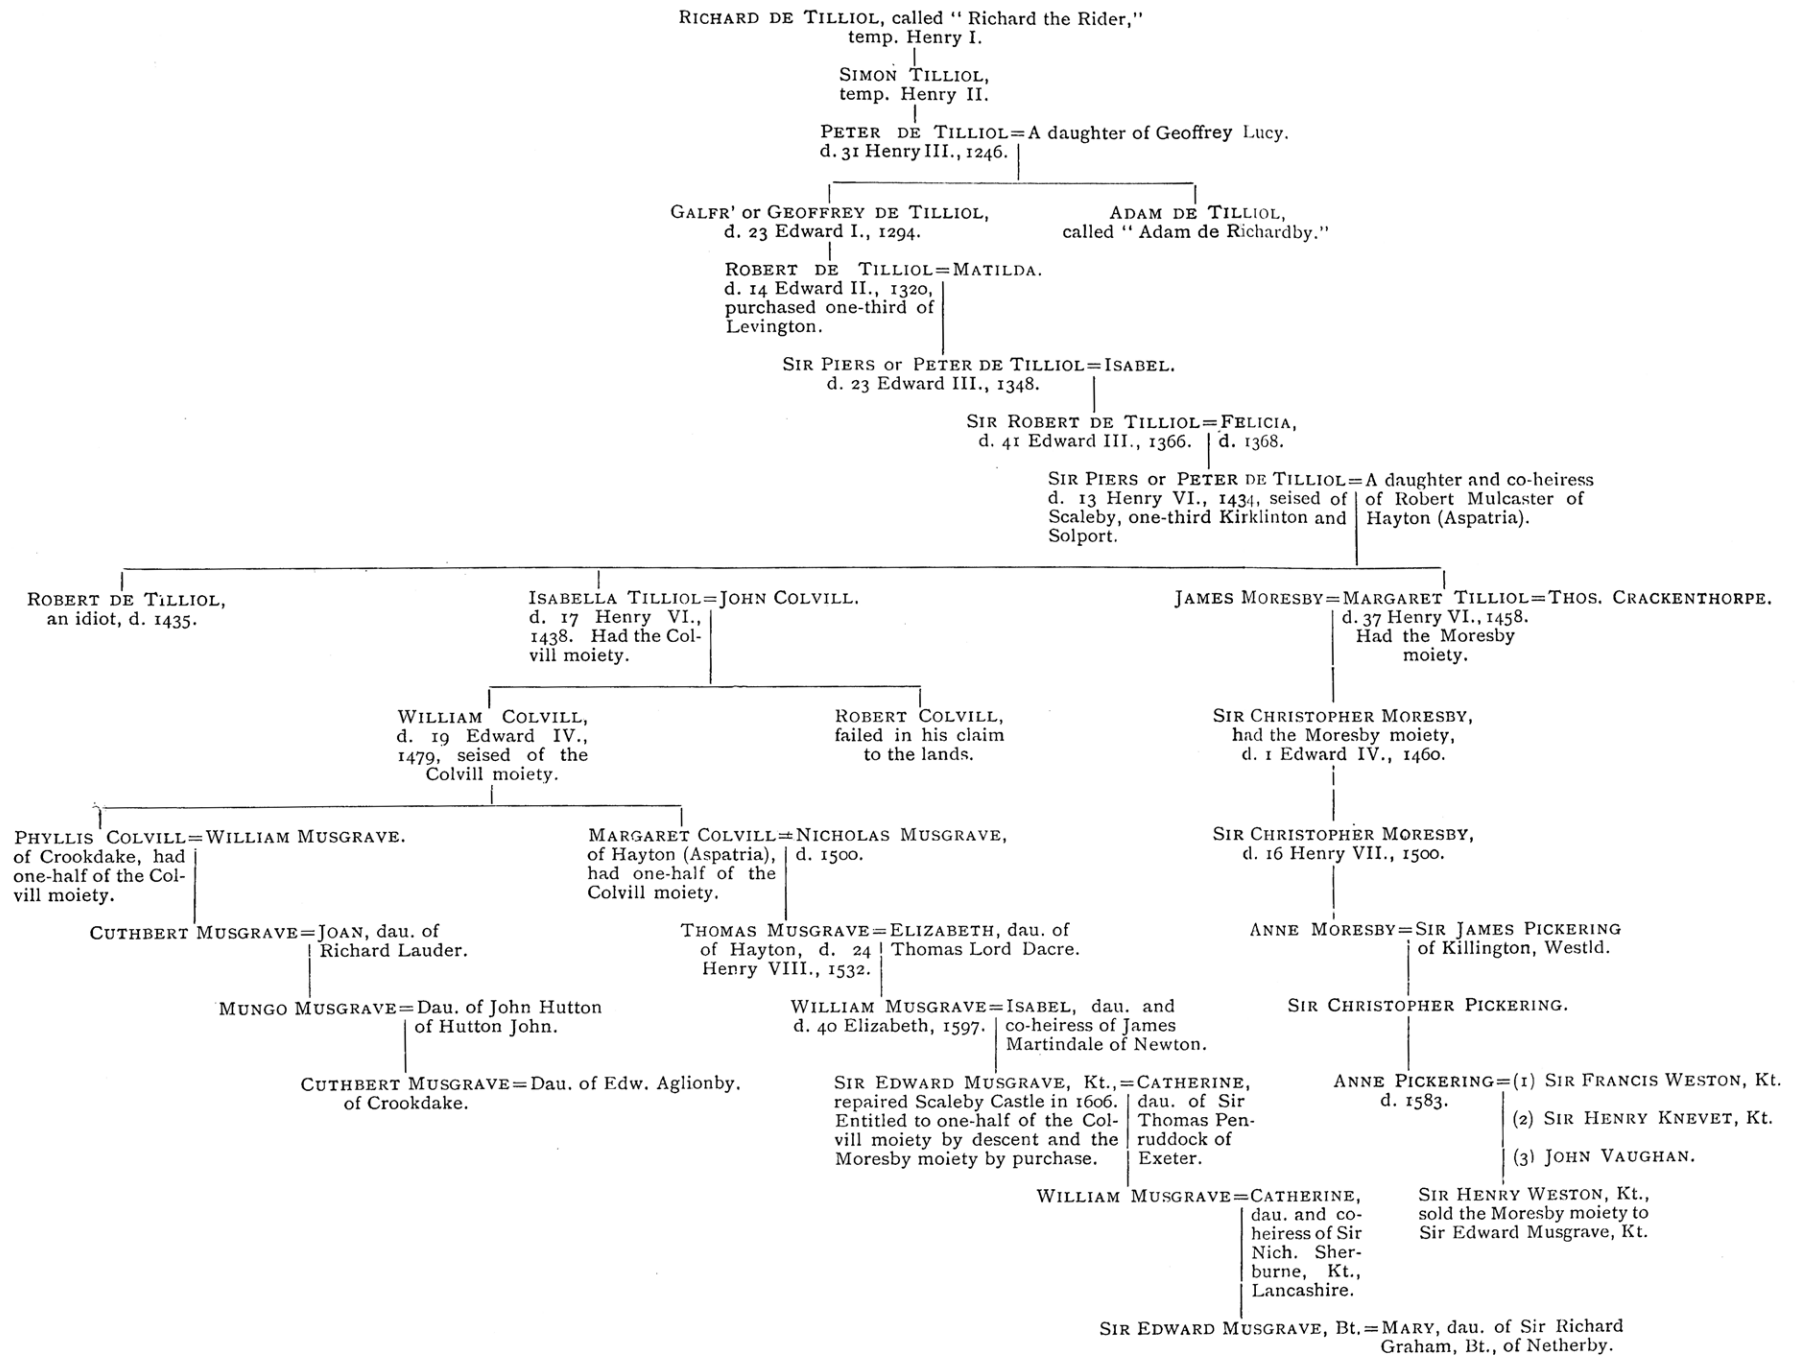 RICHARD DE TILLIOL, called " Richard the Rider,"
temp. Henry I.
SIMON TILLIOL,
temp. Henry II.
PETER DE TILLIOL=A daughter of Geoffrey Lucy.
d. 31 Henry III., 1246.
GALFR' or GEOFFREY DE TILLIOL,
d. 23 Edward I., 1294.
ADAM DE TILLIOL,
called " Adam de Richardby."
ROBERT DE TILLIOL=MATILDA.
d. 14 Edward II., 1320,
purchased one-third of
Levington.
SIR PIERS or PETER DE TILLIOL=ISABEL.
d. 23 Edward III., 1348.
SIR ROBERT DE TILLIOL=FELICIA,
d. 41 Edward III., 1366. d. 1368.
SIR PIERS or PETER DE TILLIOL=A daughter and co-heiress
d. 13 Henry VI., 1434, seised of of Robert Mulcaster of
Scaleby, one-third Kirklinton and Hayton (Aspatria).
Solport.
ROBERT DE TILLIOL,
an idiot, d. 1435.
ISABELLA TILLIOL=JOHN COLVILL.
d. 17 Henry VI.,
1438. Had the Col-
vill moiety.
JAMES MORESBY=MARGARET TILLIOL=THOS. CRACKENTHORPE.
d. 37 Henry VI., 1458.
Had the Moresby
moiety.
WILLIAM COLVILL,
d. 19 Edward IV.,
1479, seised of the
Colvill moiety.
ROBERT COLVILL,
failed in his claim
to the lands.
SIR CHRISTOPHER MORESBY,
had the Moresby moiety,
d. 1 Edward IV., 1460.
PHYLLIS COLVILL=WILLIAM MUSGRAVE.
of Crookdake, had
one-half of the Col-
vill moiety.
MARGARET COLVILL=NICHOLAS MUSGRAVE,
of Hayton (Aspatria), d. 1500.
had one-half of the
Colvill moiety.
SIR CHRISTOPHER MORESBY,
d. 16 Henry VII., 1500.
CUTHBERT MUSGRAVE=JOAN, dau. of
Richard Lauder.
THOMAS MUSGRAVE=ELIZABETH, dau. of
of Hayton, d. 24 Thomas Lord Dacre.
Henry VIII., 1532.
ANNE MORESBY=SIR JAMES PICKERING
of Killington, Westld.
MUNGO MUSGRAVE=Dau. of John Hutton
of Hutton John.
WILLIAM MUSGRAVE=ISABEL, dau. and
d. 40 Elizabeth, 1597. co-heiress of James
Martindale of Newton.
SIR CHRISTOPHER PICKERING.
CUTHBERT MUSGRAVE=Dau. of Edw. Aglionby.
of Crookdake.
SIR EDWARD MUSGRAVE, Kt.,=CATHERINE,
repaired Scaleby Castle in 1606. dau. of Sir
Entitled to one-half of the Col- Thomas Pen-
vill moiety by descent and the ruddock of
Moresby moiety by purchase. Exeter.
ANNE PICKERING=(1) SIR FRANCIS WESTON, Kt.
d. 1583.
(2) SIR HENRY KNEVET, Kt.
(3) JOHN VAUGHAN.
WILLIAM MUSGRAVE=CATHERINE,
dau. and co-
heiress of Sir
Nich. Sher-
burne, Kt.,
Lancashire.
SIR HENRY WESTON, Kt.,
sold the Moresby moiety to
Sir Edward Musgrave, Kt.
SIR EDWARD MUSGRAVE, Bt.=MARY, dau. of Sir Richard
Graham, Bt., of Netherby.